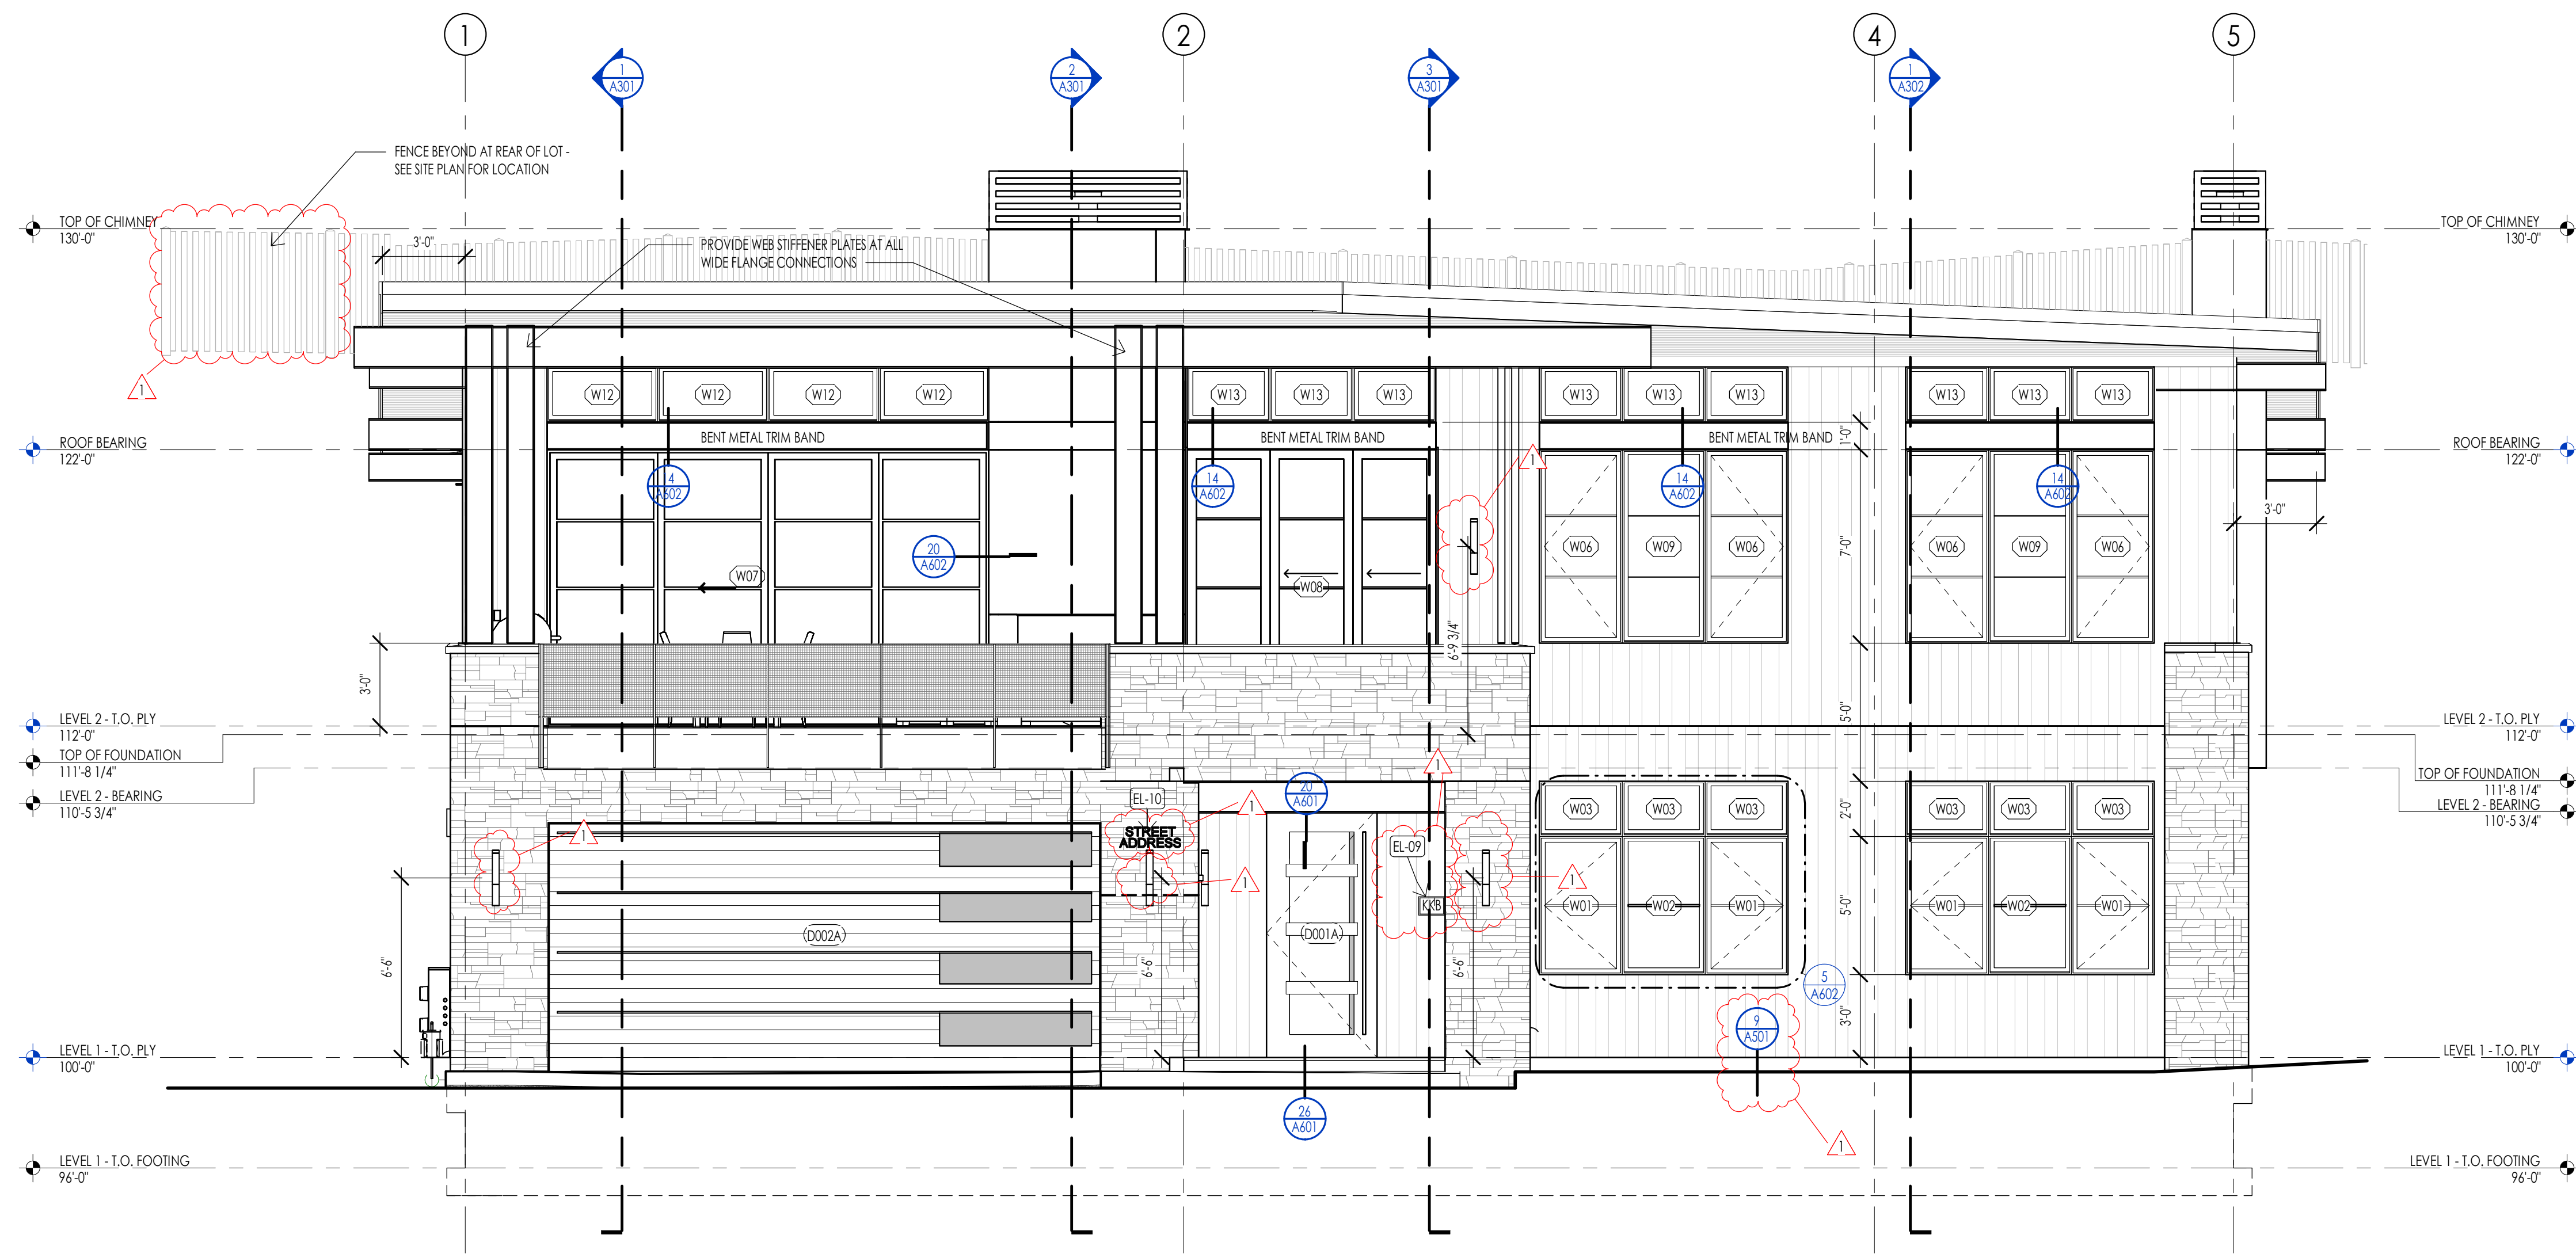 1
2
4
5
1
A301
2
A301
3
A301
1
A302
FENCE BEYOND AT REAR OF LOT -
SEE SITE PLAN FOR LOCATION
TOP OF CHIMNEY
130'-0"
TOP OF CHIMNEY
130'-0"
3'-0"
PROVIDE WEB STIFFENER PLATES AT ALL
WIDE FLANGE CONNECTIONS
1
W12
W12
W12
W12
W13
W13
W13
W13
W13
W13
W13
W13
W13
BENT METAL TRIM BAND
BENT METAL TRIM BAND
BENT METAL TRIM BAND
1'-0"
ROOF BEARING
122'-0"
ROOF BEARING
122'-0"
1
4
A602
14
A602
14
A602
14
A602
3'-0"
20
A602
W07
W08
W06
W09
W06
7'-0"
W06
W09
W06
6'-9 3/4"
3'-0"
5'-0"
LEVEL 2 - T.O. PLY
112'-0"
TOP OF FOUNDATION
111'-8 1/4"
LEVEL 2 - BEARING
110'-5 3/4"
LEVEL 2 - T.O. PLY
112'-0"
TOP OF FOUNDATION
111'-8 1/4"
LEVEL 2 - BEARING
110'-5 3/4"
1
EL-10
1
20
A601
W03
W03
W03
2'-0"
W03
W03
W03
1
STREET
ADDRESS
EL-09
1
1
KKB
W01
W02
W01
5'-0"
W01
W02
W01
D002A
D001A
6'-6"
6'-6"
6'-6"
5
A602
9
A501
3'-0"
LEVEL 1 - T.O. PLY
100'-0"
LEVEL 1 - T.O. PLY
100'-0"
26
A601
1
LEVEL 1 - T.O. FOOTING
96'-0"
LEVEL 1 - T.O. FOOTING
96'-0"